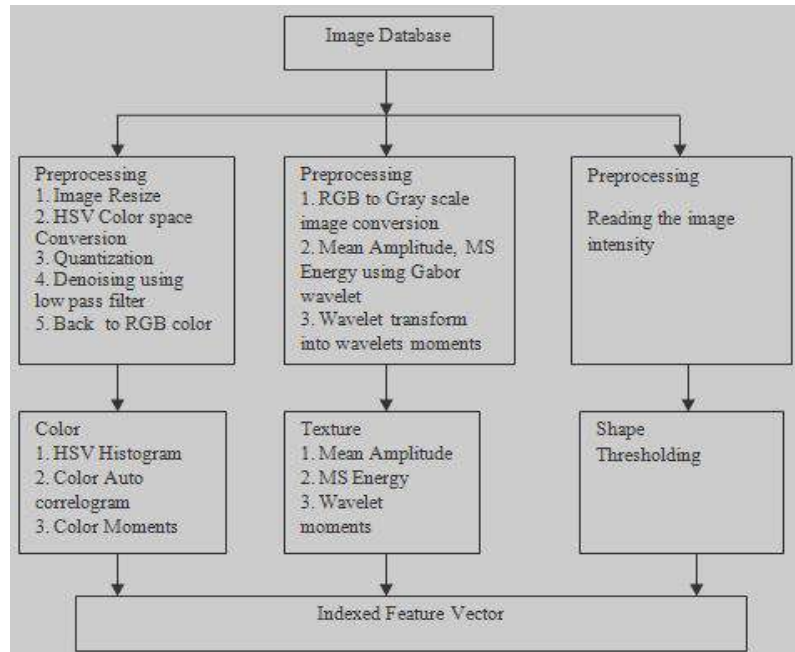 Image Database
Preprocessing
1. Image Resize
2. HSV Color space
Conversion
3. Quantization
4. Denoising using
low pass filter
5. Back to RGB color
Preprocessing
1. RGB to Gray scale
image conversion
2. Mean Amplitude, MS
Energy using Gabor
wavelet
3. Wavelet transform
into wavelets moments
Preprocessing
Reading the image
intensity
Color
1. HSV Histogram
2. Color Auto
correlogram
3. Color Moments
Texture
1. Mean Amplitude
2. MS Energy
3. Wavelet
moments
Shape
Thresholding
Indexed Feature Vector